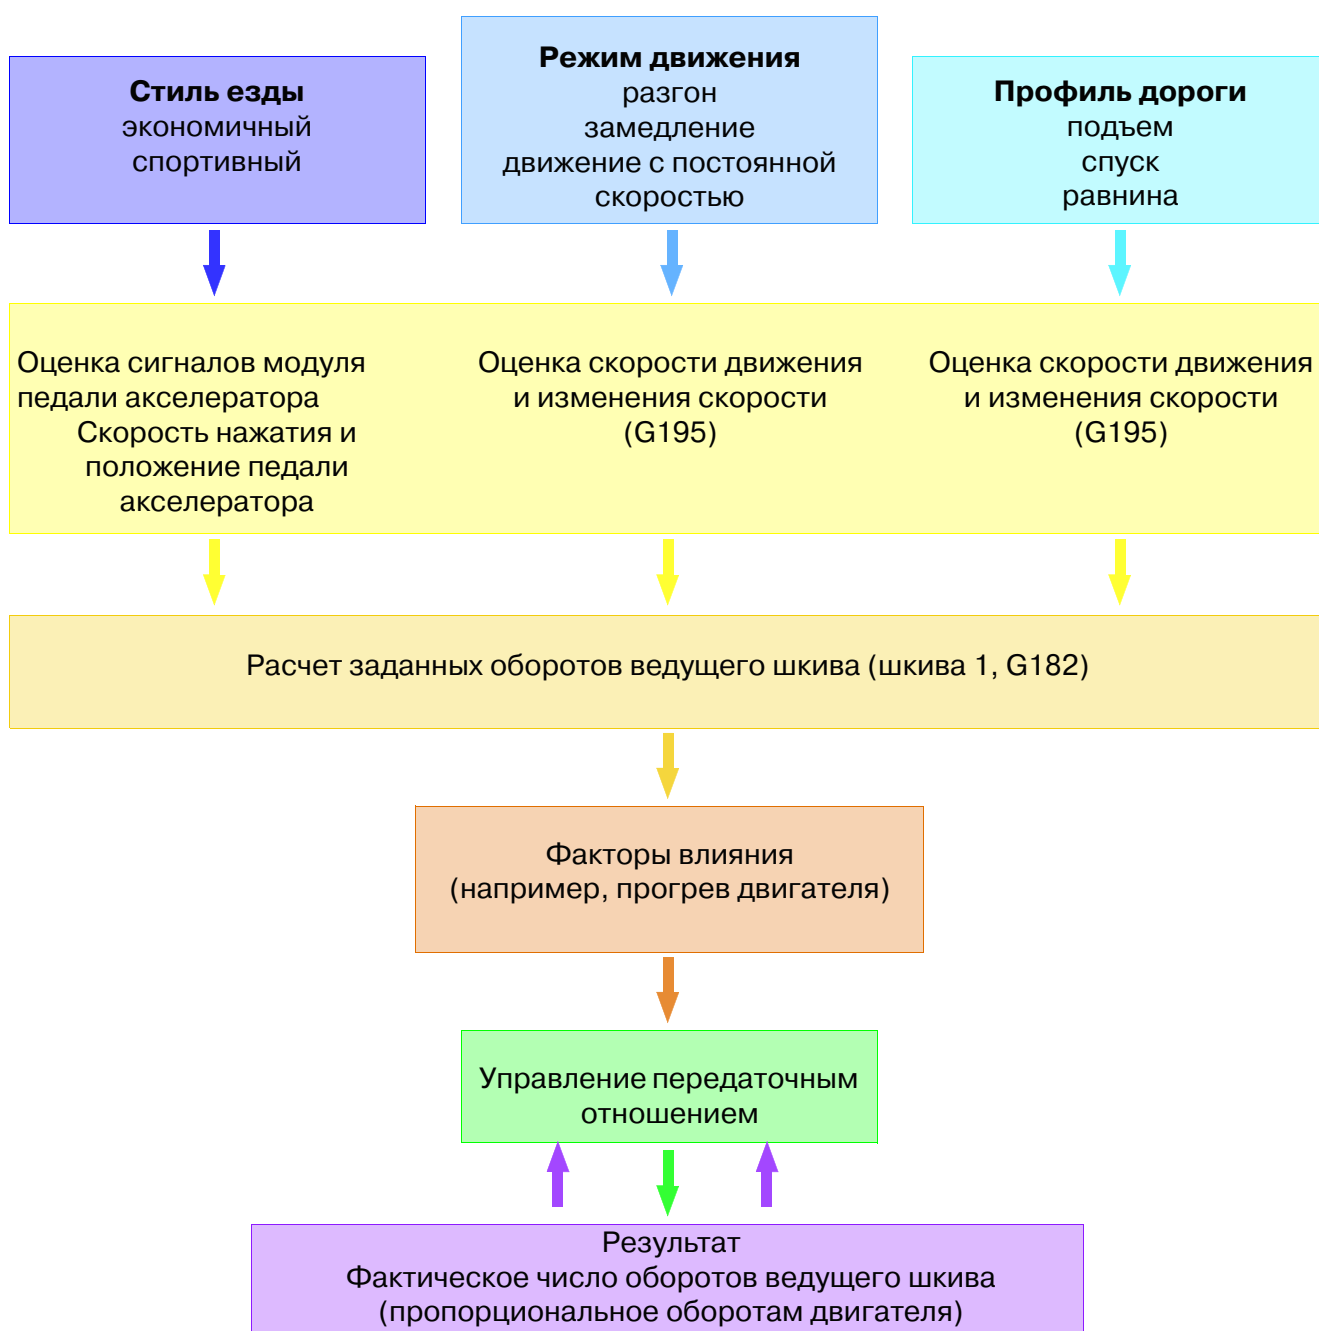 Стиль езды
экономичный
спортивный
Режим движения
разгон
замедление
движение с постоянной
скоростью
Профиль дороги
подъем
спуск
равнина
Оценка сигналов модуля
педали акселератора
Скорость нажатия и
положение педали
акселератора
Оценка скорости движения
и изменения скорости
(G195)
Оценка скорости движения
и изменения скорости
(G195)
Расчет заданных оборотов ведущего шкива (шкива 1, G182)
Факторы влияния
(например, прогрев двигателя)
Управление передаточным
отношением
Результат
Фактическое число оборотов ведущего шкива
(пропорциональное оборотам двигателя)